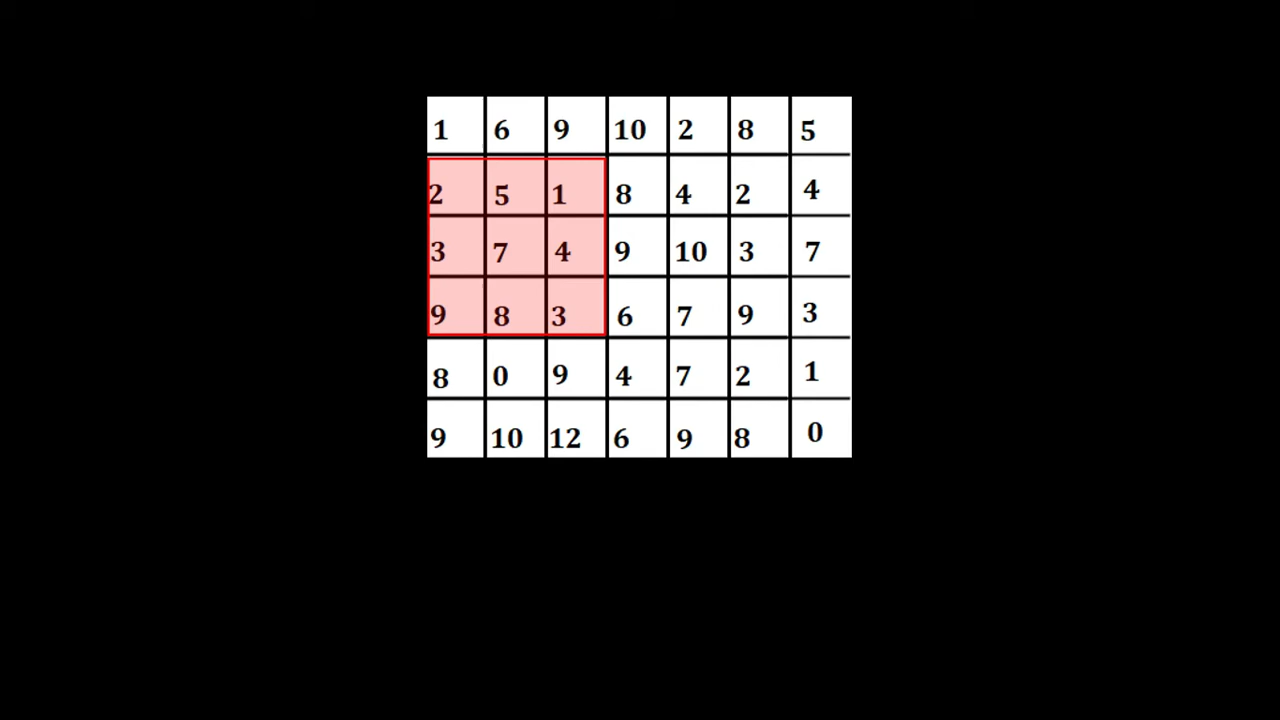 1 6 9 10 2 8 5
2 5 1 8 4 2 4
3 7 4 9 10 3 7
9 8 3 6 7 9 3
8 0 9 4 7 2 1
9 10 12 6 9 8 0